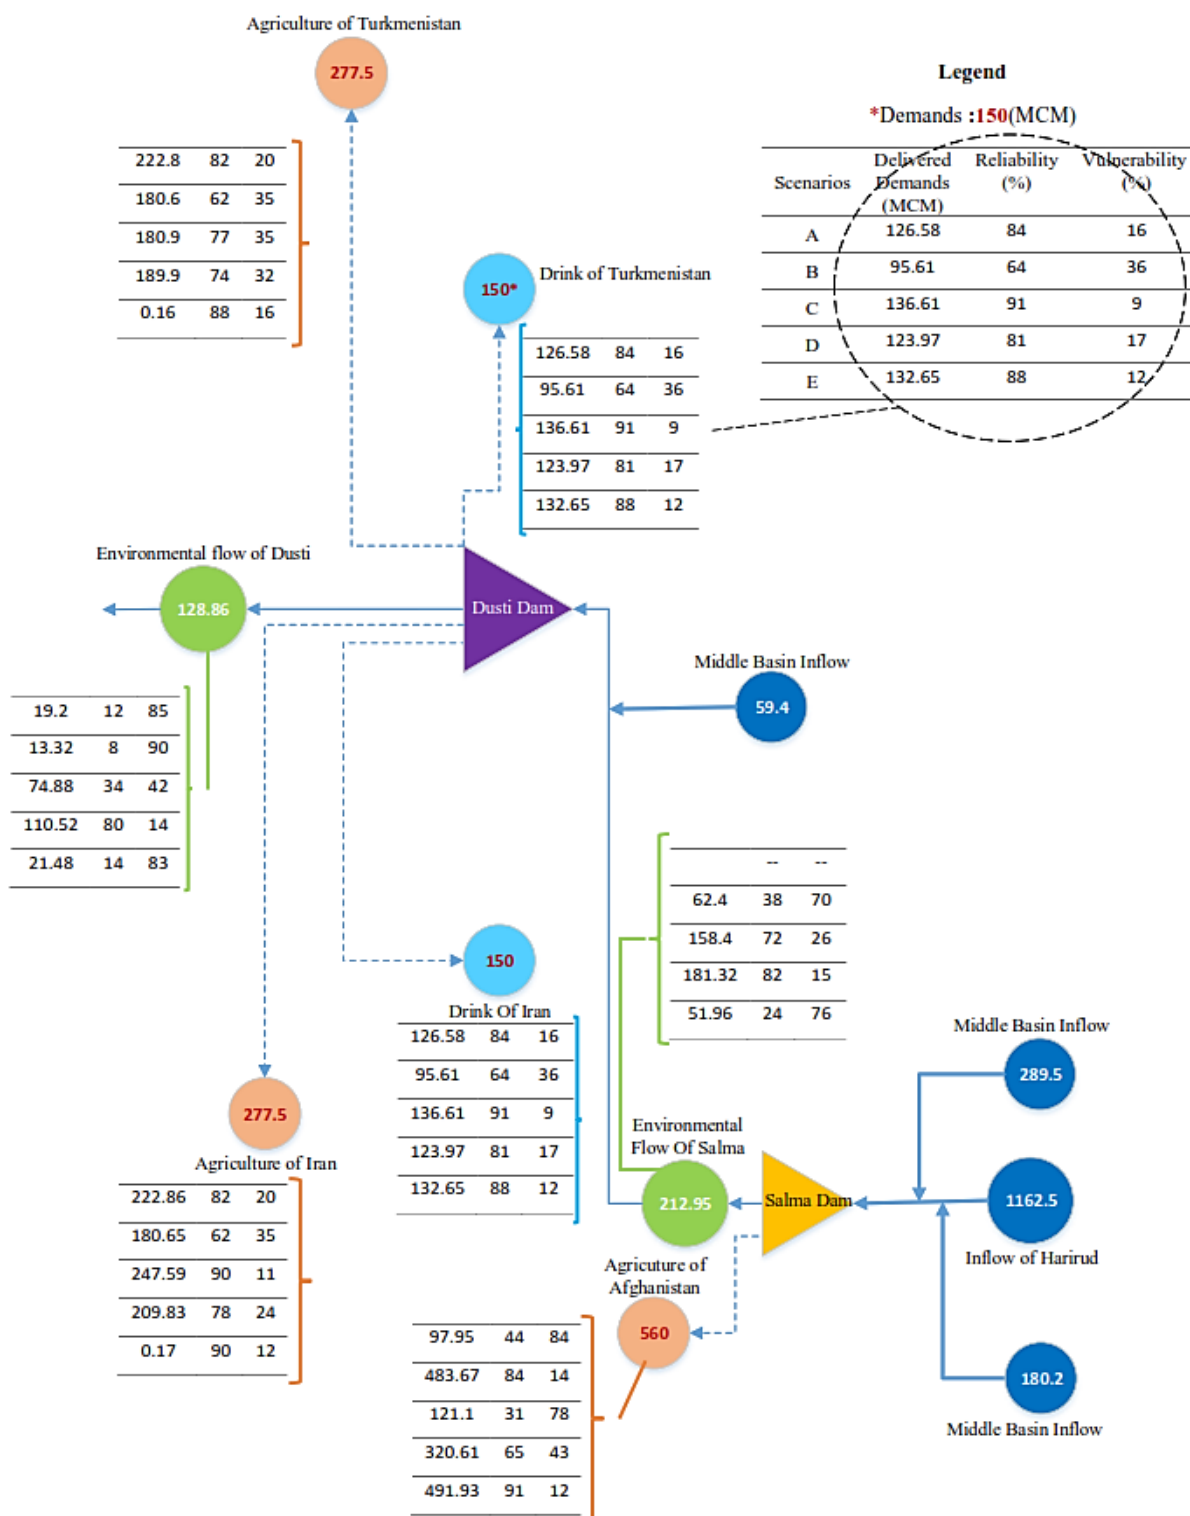 Agriculture of Turkmenistan
277.5
222.8 82 20
180.6 62 35
180.9 77 35
189.9 74 32
0.16 88 16
Legend
*Demands :150(MCM)
Scenarios Delivered Demands (MCM) Reliability (%) Vulnerability (%)
A 126.58 84 16
B 95.61 64 36
C 136.61 91 9
D 123.97 81 17
E 132.65 88 12
Drink of Turkmenistan
150*
126.58 84 16
95.61 64 36
136.61 91 9
123.97 81 17
132.65 88 12
Environmental flow of Dusti
128.86
Dusti Dam
19.2 12 85
13.32 8 90
74.88 34 42
110.52 80 14
21.48 14 83
Middle Basin Inflow
59.4
-- --
62.4 38 70
158.4 72 26
181.32 82 15
51.96 24 76
150
Drink Of Iran
126.58 84 16
95.61 64 36
136.61 91 9
123.97 81 17
132.65 88 12
277.5
Agriculture of Iran
222.86 82 20
180.65 62 35
247.59 90 11
209.83 78 24
0.17 90 12
Environmental
Flow Of Salma
212.95
Salma Dam
Middle Basin Inflow
289.5
1162.5
Inflow of Harirud
180.2
Middle Basin Inflow
Agricuture of
Afghanistan
560
97.95 44 84
483.67 84 14
121.1 31 78
320.61 65 43
491.93 91 12